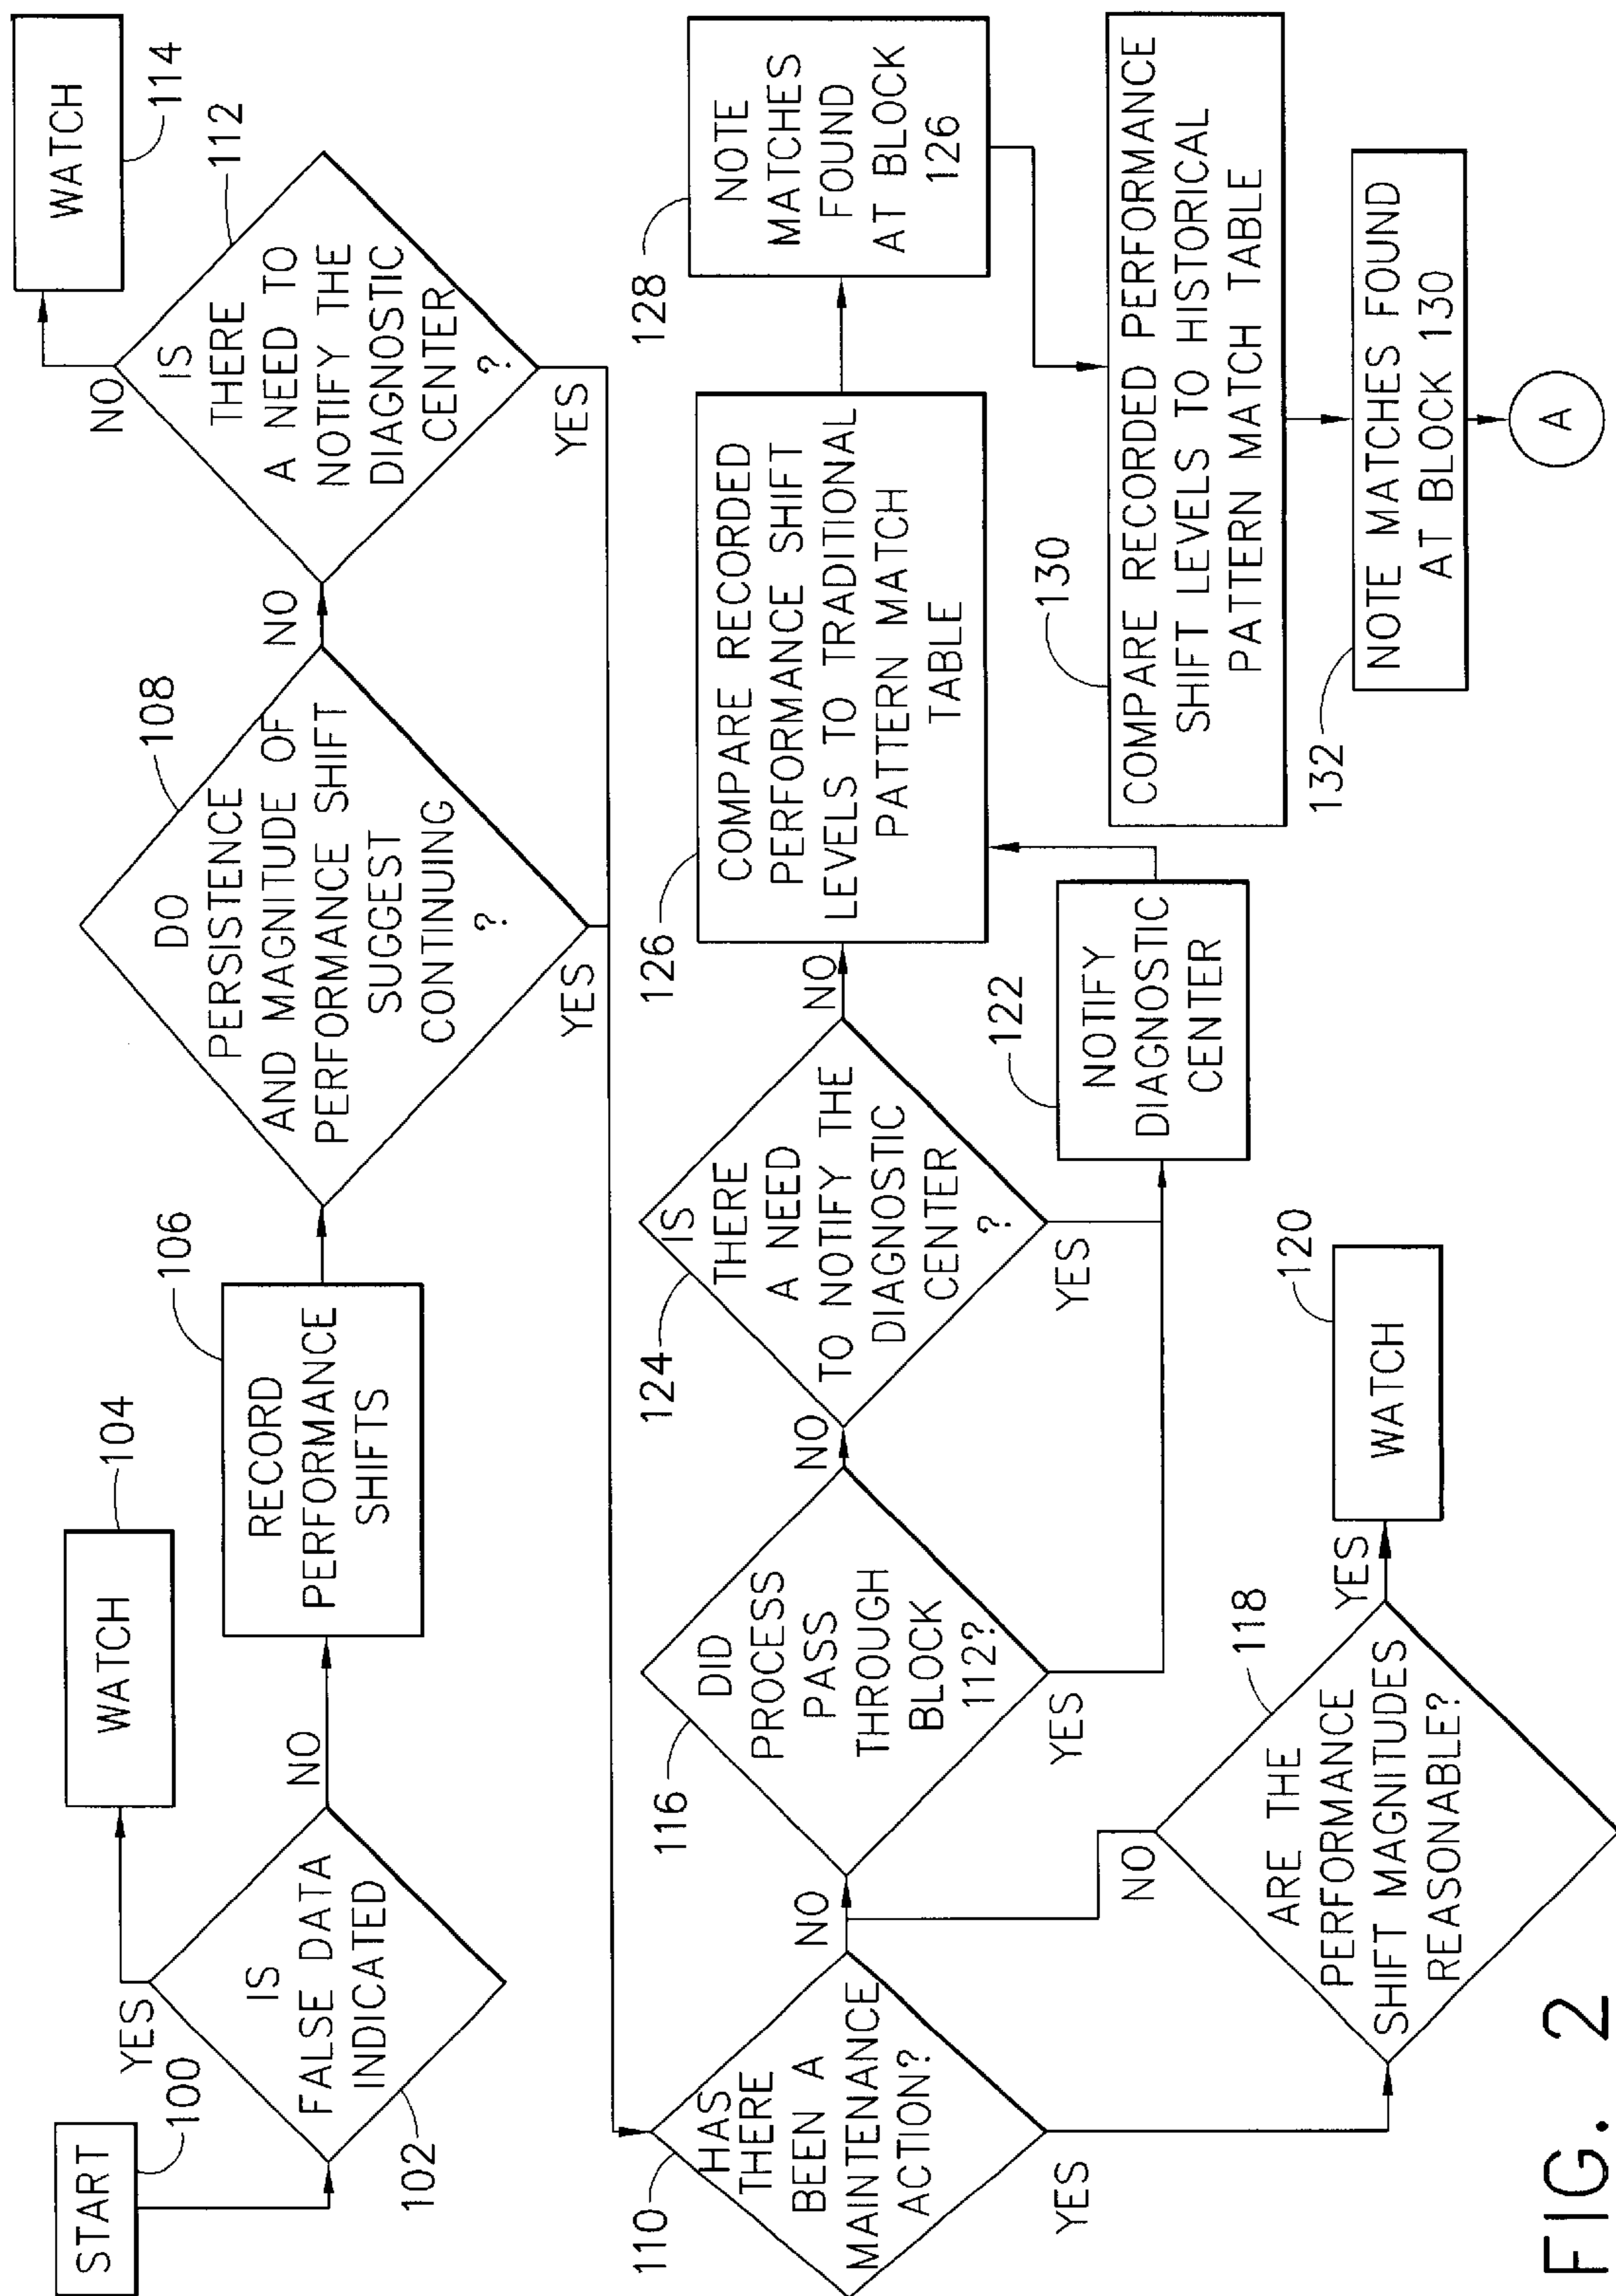 START
100
YES
IS
FALSE DATA
INDICATED
102
NO
WATCH
104
RECORD
PERFORMANCE
SHIFTS
106
DO
PERSISTENCE
AND MAGNITUDE OF
PERFORMANCE SHIFT
SUGGEST
CONTINUING
?
108
YES
NO
IS
THERE
A NEED TO
NOTIFY THE
DIAGNOSTIC
CENTER
?
112
YES
NO
WATCH
114
HAS
THERE
BEEN A
MAINTENANCE
ACTION?
110
YES
NO
DID
PROCESS
PASS
THROUGH
BLOCK
112?
116
YES
NO
IS
THERE
A NEED
TO NOTIFY THE
DIAGNOSTIC
CENTER
?
124
YES
NO
COMPARE RECORDED
PERFORMANCE SHIFT
LEVELS TO TRADITIONAL
PATTERN MATCH
TABLE
126
NOTE
MATCHES
FOUND
AT BLOCK
126
128
ARE THE
PERFORMANCE
SHIFT MAGNITUDES
REASONABLE?
118
NO
YES
WATCH
120
NOTIFY
DIAGNOSTIC
CENTER
122
COMPARE RECORDED PERFORMANCE
SHIFT LEVELS TO HISTORICAL
PATTERN MATCH TABLE
130
NOTE MATCHES FOUND
AT BLOCK 130
132
A
FIG. 2